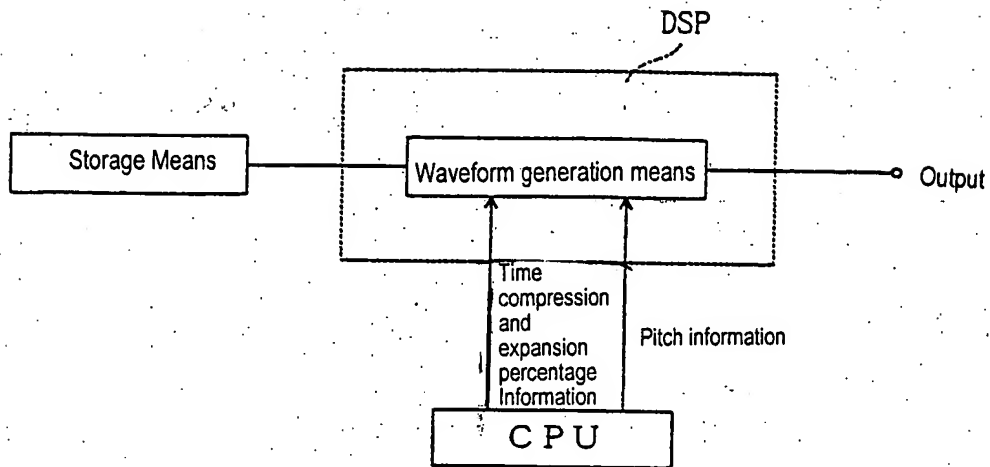 DSP
Storage Means
Waveform generation means
Output
Time
compression
and
expansion
percentage
Information
Pitch information
CPU